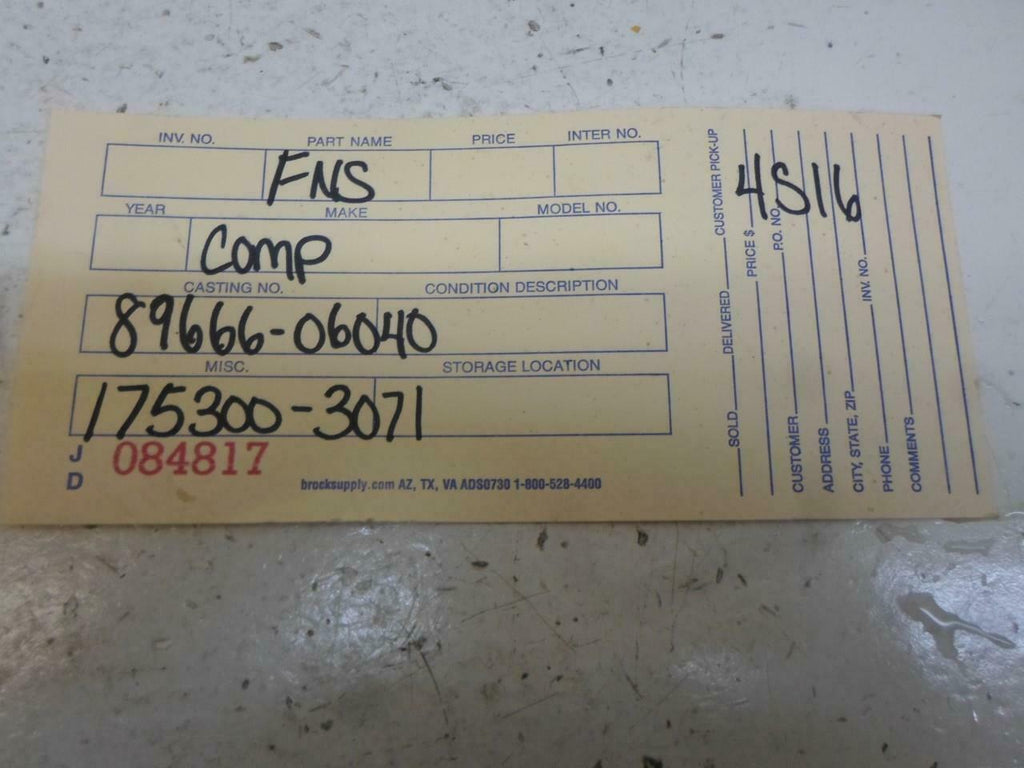 INV. NO. PART NAME PRICE INTER NO.
FNS
YEAR MAKE MODEL NO.
Comp
CASTING NO. CONDITION DESCRIPTION
89666-06040
MISC. STORAGE LOCATION
175300-3071
J D
084817
brocksupply.com AZ, TX, VA ADS0730 1-800-528-4400
4S16
SOLD DELIVERED CUSTOMER PICK-UP
PRICE $
CUSTOMER P.O. NO.
ADDRESS
CITY, STATE, ZIP
PHONE INV. NO.
COMMENTS